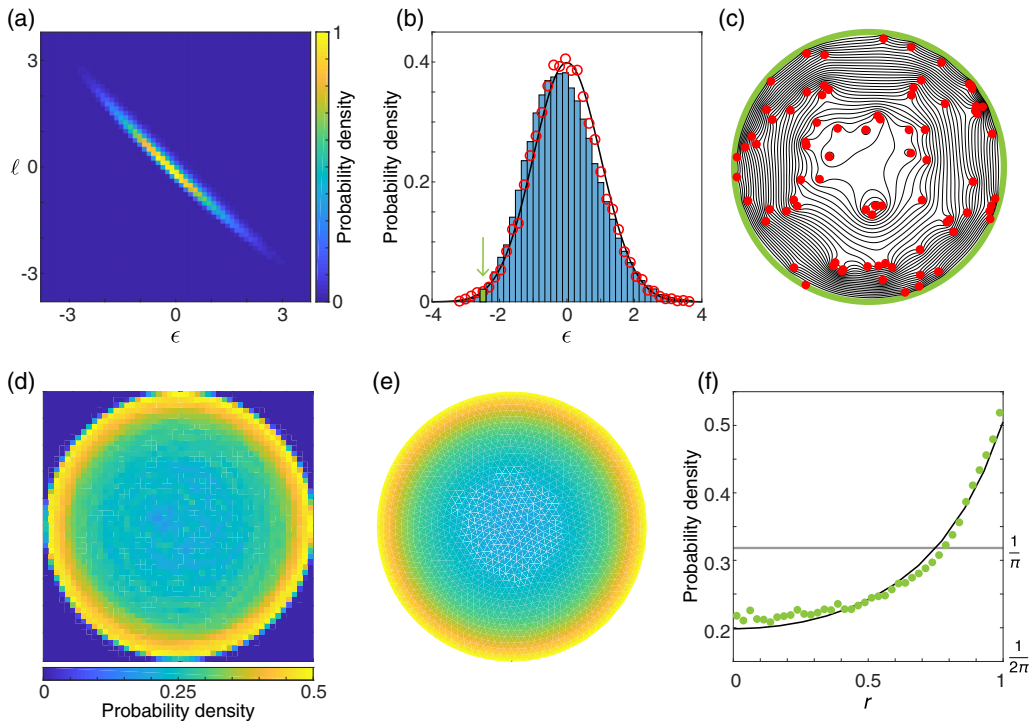 (a)
3
0
-3
ℓ
-3
0
3
ϵ
1
0
Probability density
(b)
0.4
0.2
0
Probability density
-4
-2
0
2
4
ϵ
(c)
(d)
0
0.25
0.5
Probability density
(e)
(f)
0.5
0.4
0.3
0.2
Probability density
0
0.5
1
r
1/π
1/2π